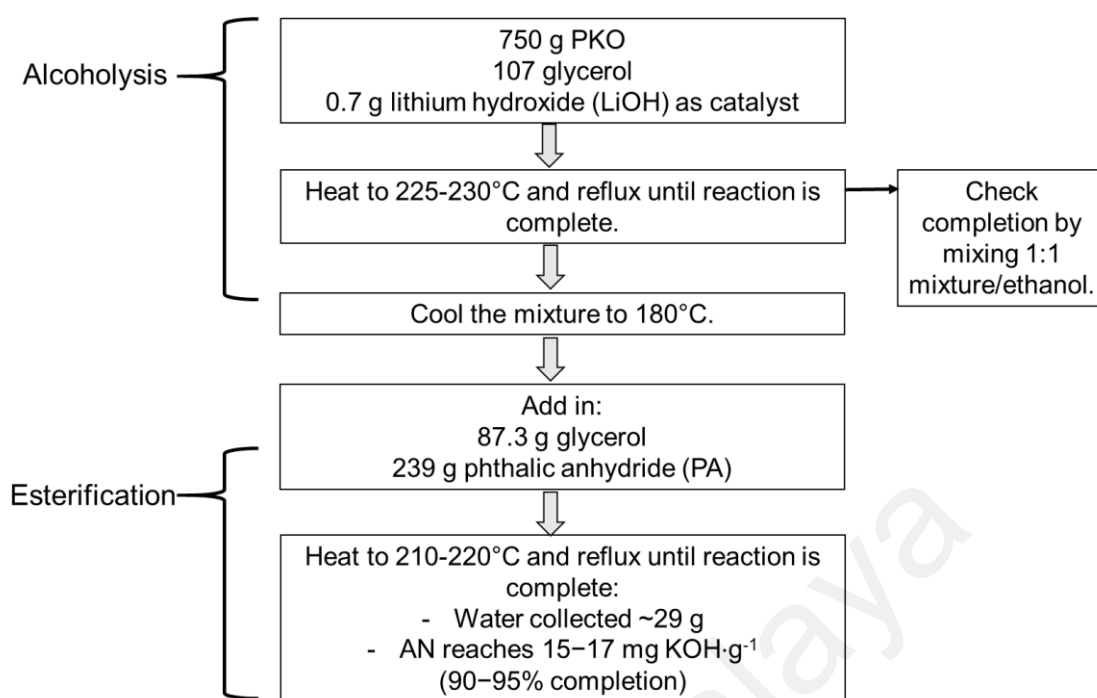 Alcoholysis
750 g PKO
107 glycerol
0.7 g lithium hydroxide (LiOH) as catalyst
Heat to 225-230°C and reflux until reaction is
complete.
Check
completion by
mixing 1:1
mixture/ethanol.
Cool the mixture to 180°C.
Esterification
Add in:
87.3 g glycerol
239 g phthalic anhydride (PA)
Heat to 210-220°C and reflux until reaction is
complete:
- Water collected ~29 g
- AN reaches 15−17 mg KOH·g⁻¹
(90−95% completion)
laya